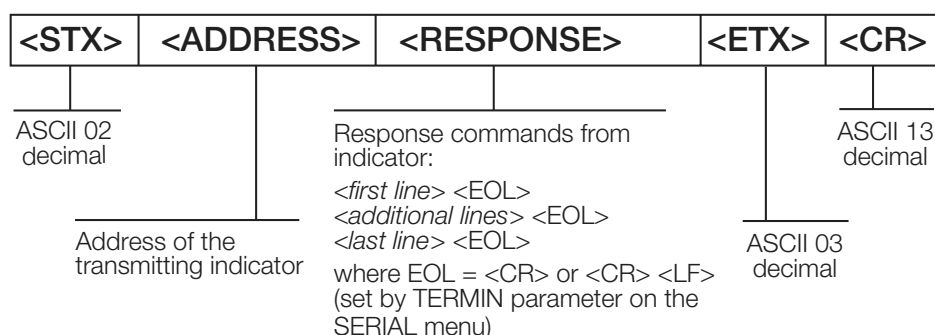 <STX> <ADDRESS> <RESPONSE> <ETX> <CR>
ASCII 02
decimal
Address of the
transmitting indicator
Response commands from
indicator:
<first line> <EOL>
<additional lines> <EOL>
<last line> <EOL>
where EOL = <CR> or <CR> <LF>
(set by TERMIN parameter on the
SERIAL menu)
ASCII 03
decimal
ASCII 13
decimal